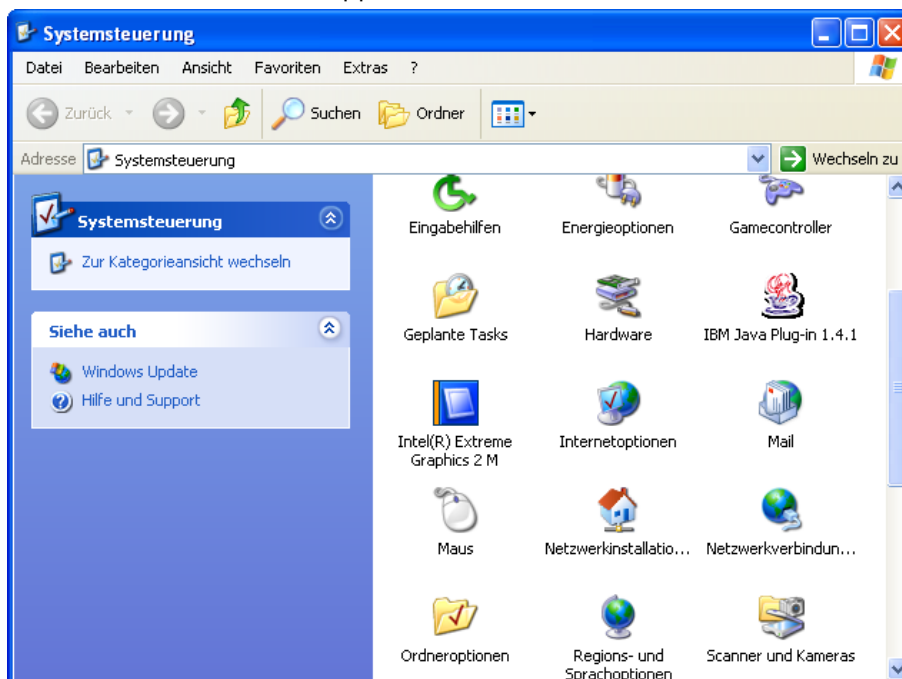 Systemsteuerung
Datei Bearbeiten Ansicht Favoriten Extras ?
Zurück Suchen Ordner
Adresse Systemsteuerung Wechseln zu
Systemsteuerung
Zur Kategorieansicht wechseln
Siehe auch
Windows Update
Hilfe und Support
Eingabehilfen Energieoptionen Gamecontroller
Geplante Tasks Hardware IBM Java Plug-in 1.4.1
Intel(R) Extreme
Graphics 2 M
Internetoptionen Mail
Maus Netzwerkinstallatio... Netzwerkverbindun...
Ordneroptionen
Regions- und
Sprachoptionen
Scanner und Kameras